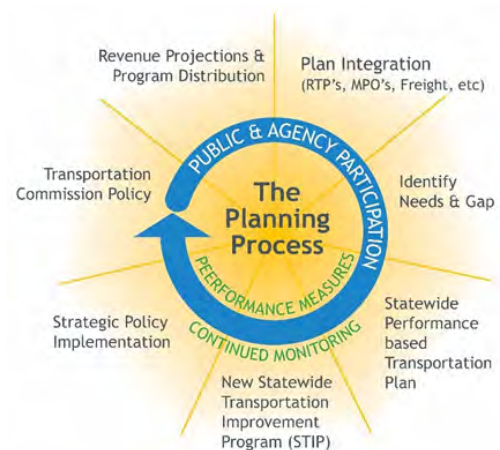 Revenue Projections &
Program Distribution
Plan Integration
(RTP's, MPO's, Freight, etc)
PUBLIC & AGENCY PARTICIPATION
Transportation
Commission Policy
The
Planning
Process
Identify
Needs & Gap
PEERFORMANCE MEASURES
CONTINUED MONITORING
Strategic Policy
Implementation
Statewide
Performance
based
Transportation
Plan
New Statewide
Transportation
Improvement
Program (STIP)